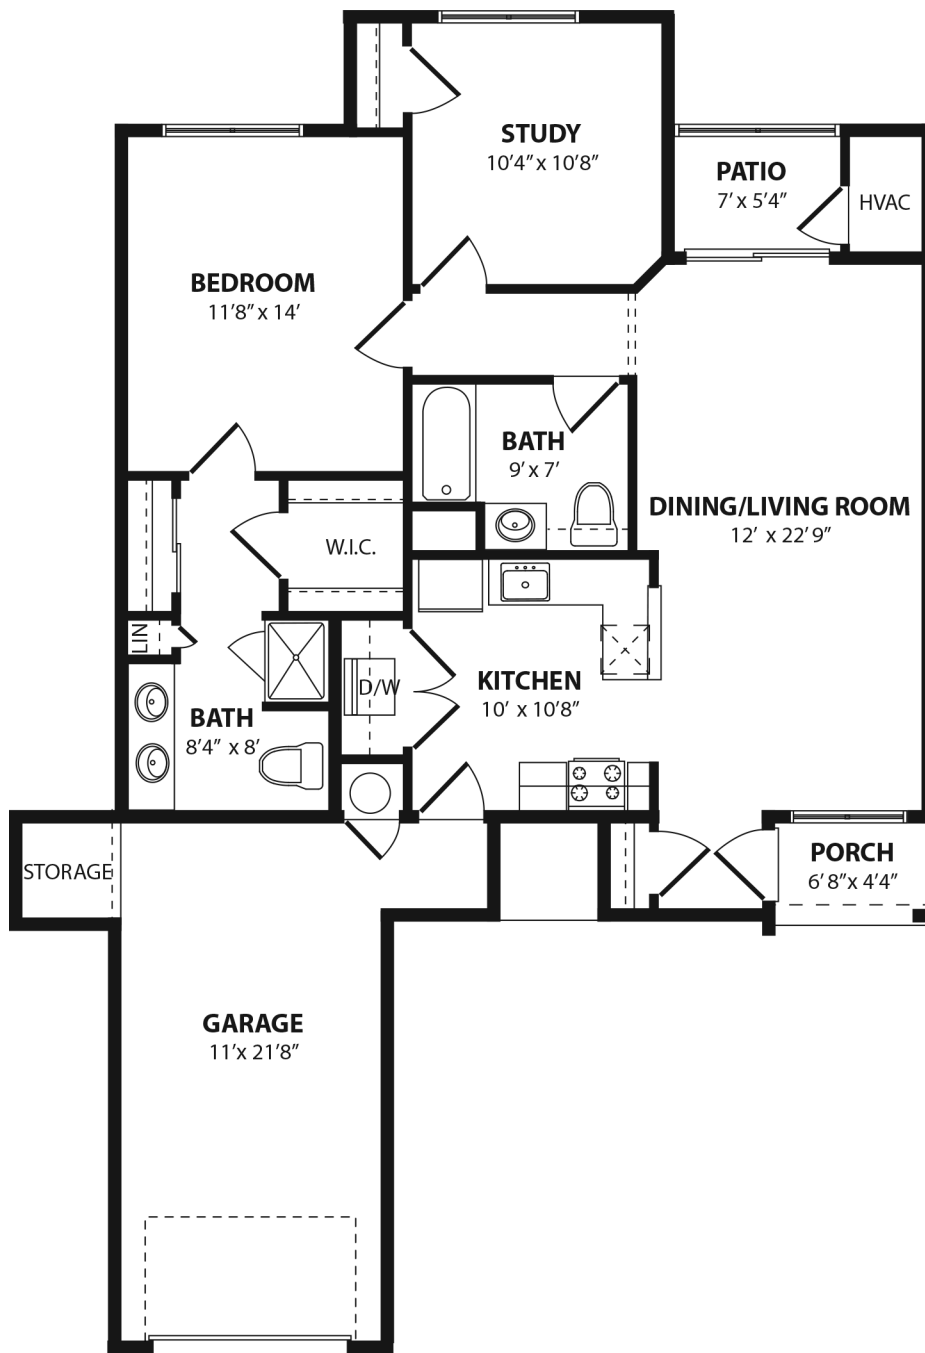 STUDY
10'4" x 10'8"
PATIO
7' x 5'4"
HVAC
BEDROOM
11'8" x 14'
BATH
9' x 7'
DINING/LIVING ROOM
12' x 22'9"
W.I.C.
LIN
D/W
KITCHEN
10' x 10'8"
BATH
8'4" x 8'
STORAGE
PORCH
6'8" x 4'4"
GARAGE
11' x 21'8"